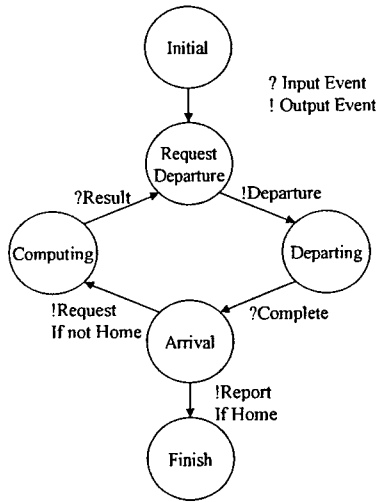 Initial
? Input Event
! Output Event
Request
Departure
?Result
!Departure
Computing
Departing
!Request
If not Home
?Complete
Arrival
!Report
If Home
Finish